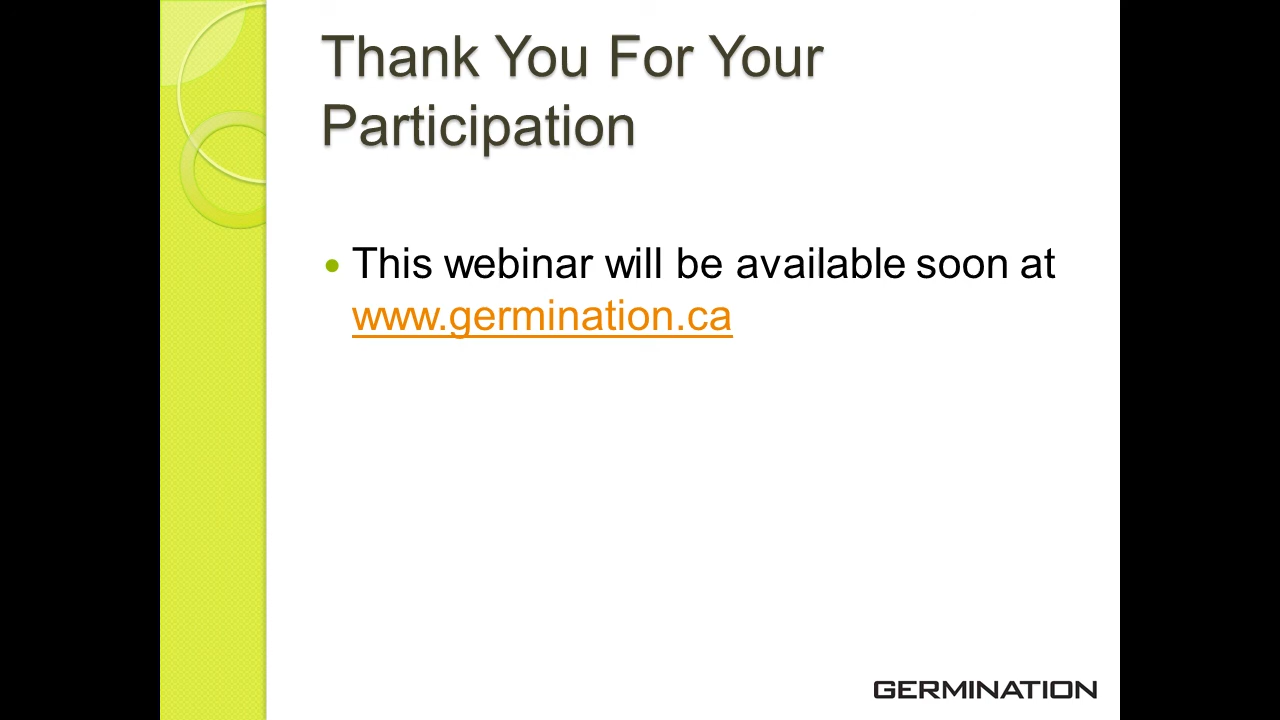 Thank You For Your
Participation
• This webinar will be available soon at
www.germination.ca
GERMINATION